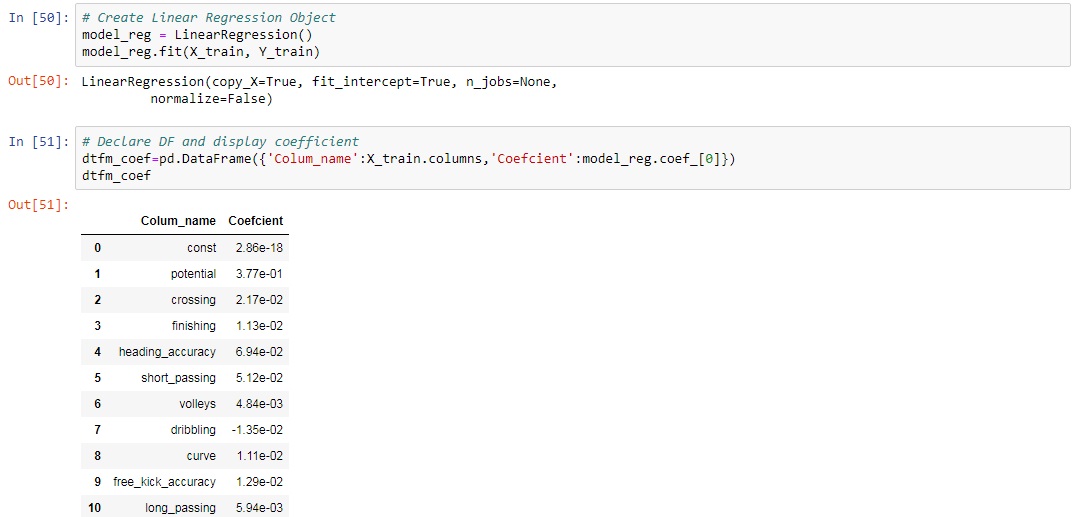 In [50]: # Create Linear Regression Object
model_reg = LinearRegression()
model_reg.fit(X_train, Y_train)
Out[50]: LinearRegression(copy_X=True, fit_intercept=True, n_jobs=None,
normalize=False)
In [51]: # Declare DF and display coefficient
dtfm_coef=pd.DataFrame({'Colum_name':X_train.columns,'Coefcient':model_reg.coef_[0]})
dtfm_coef
Out[51]:
Colum_name Coefcient
0 const 2.86e-18
1 potential 3.77e-01
2 crossing 2.17e-02
3 finishing 1.13e-02
4 heading_accuracy 6.94e-02
5 short_passing 5.12e-02
6 volleys 4.84e-03
7 dribbling -1.35e-02
8 curve 1.11e-02
9 free_kick_accuracy 1.29e-02
10 long_passing 5.94e-03